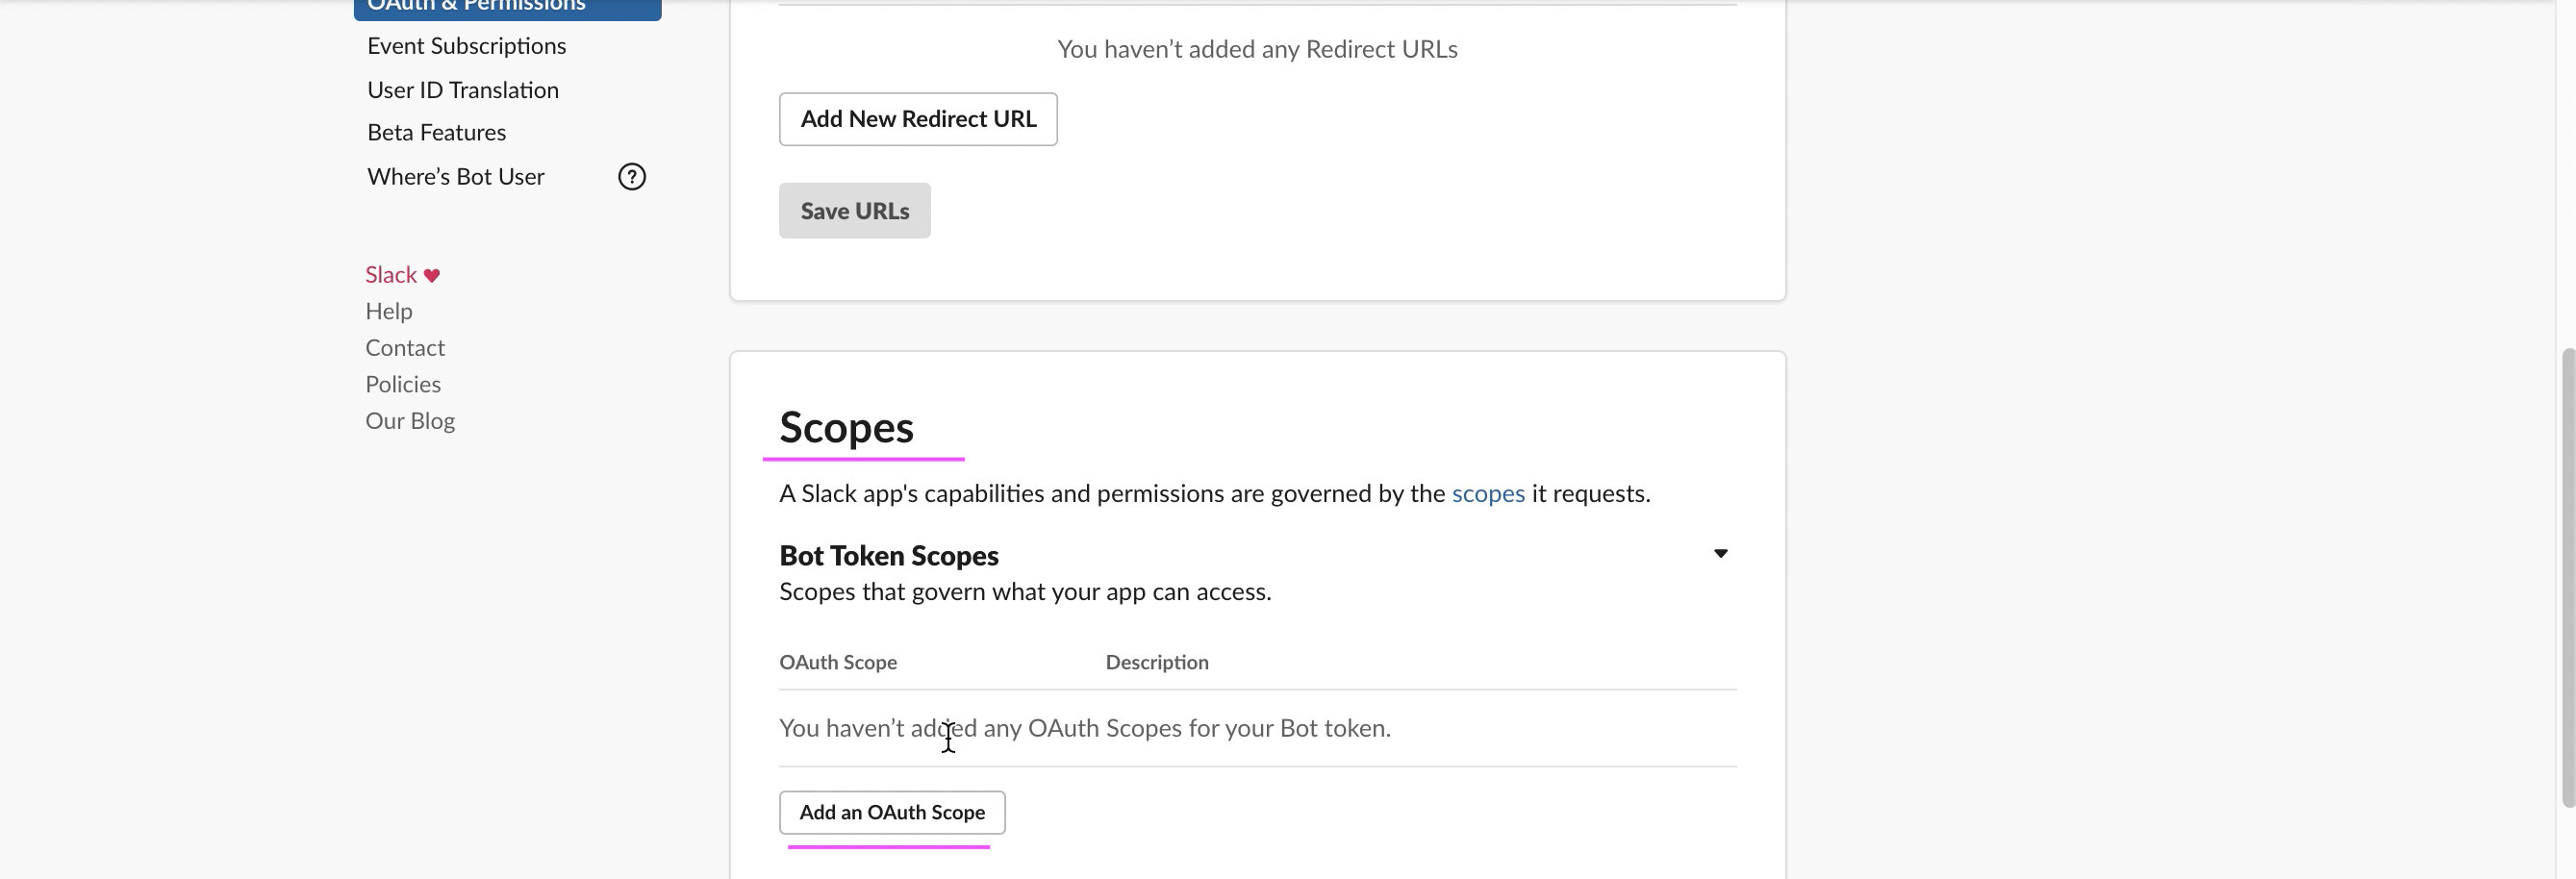 OAuth & Permissions
Event Subscriptions
User ID Translation
Beta Features
Where’s Bot User ?
Slack ♥
Help
Contact
Policies
Our Blog
You haven’t added any Redirect URLs
Add New Redirect URL
Save URLs
Scopes
A Slack app's capabilities and permissions are governed by the scopes it requests.
Bot Token Scopes
Scopes that govern what your app can access.
OAuth Scope Description
You haven’t added any OAuth Scopes for your Bot token.
Add an OAuth Scope